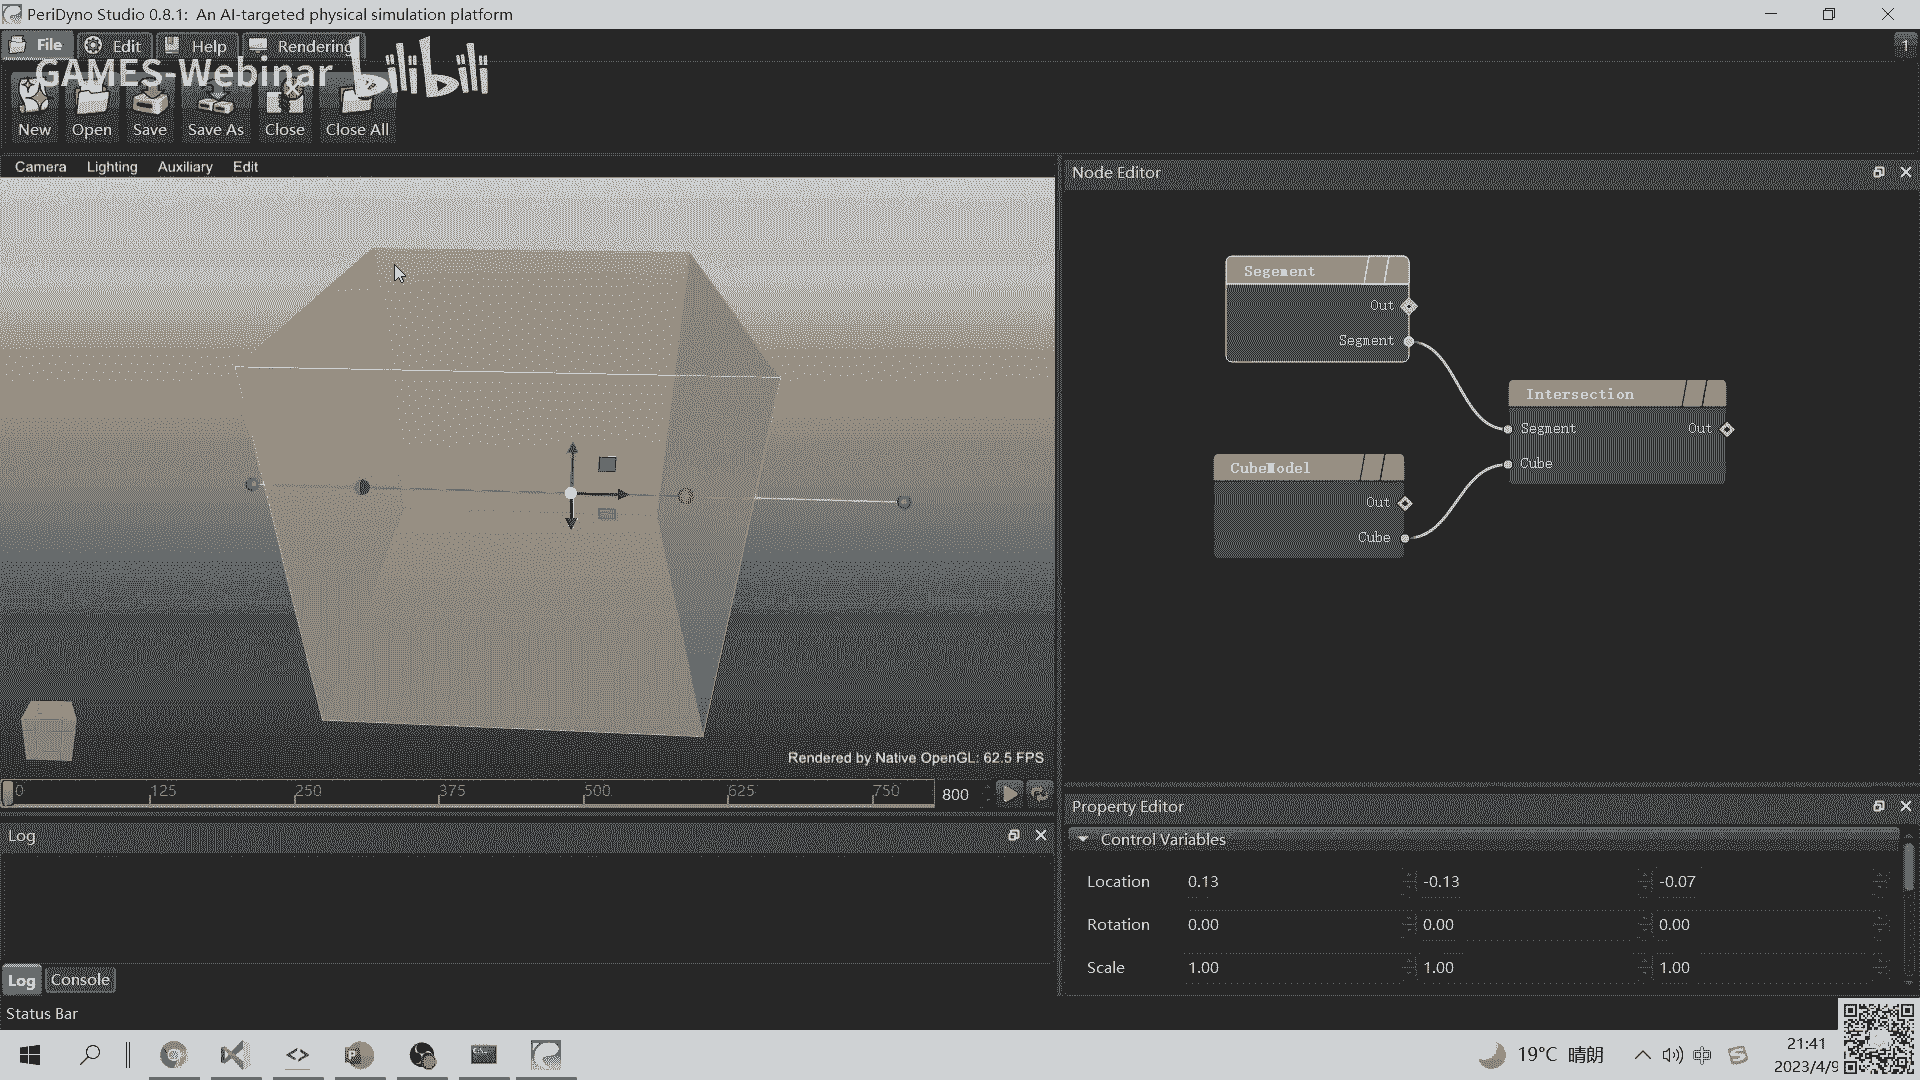 PeriDyno Studio 0.8.1: An AI-targeted physical simulation platform
File Edit Help Rendering
1
GAMES-Webinar bilibili
New Open Save Save As Close Close All
Camera Lighting Auxiliary Edit
Node Editor
Segement
Out
Segment
Intersection
Segment Out
Cube
CubeModel
Out
Cube
Rendered by Native OpenGL: 62.5 FPS
0 125 250 375 500 625 750 800
Log
Property Editor
Control Variables
Location 0.13 -0.13 -0.07
Rotation 0.00 0.00 0.00
Scale 1.00 1.00 1.00
Log Console
Status Bar
19°C 晴朗
中
21:41
2023/4/9